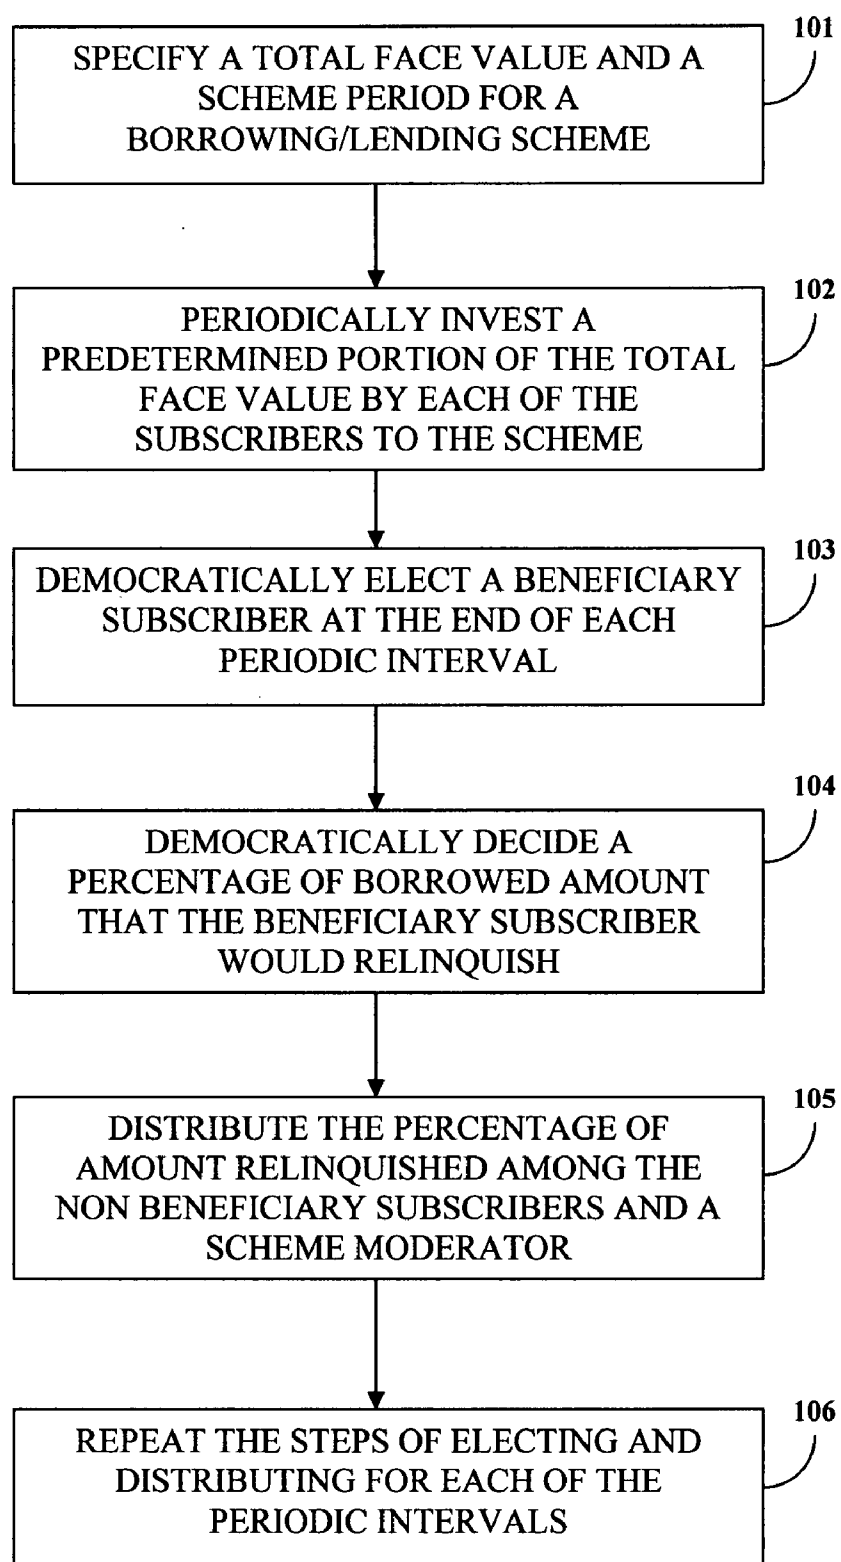 101
SPECIFY A TOTAL FACE VALUE AND A
SCHEME PERIOD FOR A
BORROWING/LENDING SCHEME
102
PERIODICALLY INVEST A
PREDETERMINED PORTION OF THE TOTAL
FACE VALUE BY EACH OF THE
SUBSCRIBERS TO THE SCHEME
103
DEMOCRATICALLY ELECT A BENEFICIARY
SUBSCRIBER AT THE END OF EACH
PERIODIC INTERVAL
104
DEMOCRATICALLY DECIDE A
PERCENTAGE OF BORROWED AMOUNT
THAT THE BENEFICIARY SUBSCRIBER
WOULD RELINQUISH
105
DISTRIBUTE THE PERCENTAGE OF
AMOUNT RELINQUISHED AMONG THE
NON BENEFICIARY SUBSCRIBERS AND A
SCHEME MODERATOR
106
REPEAT THE STEPS OF ELECTING AND
DISTRIBUTING FOR EACH OF THE
PERIODIC INTERVALS